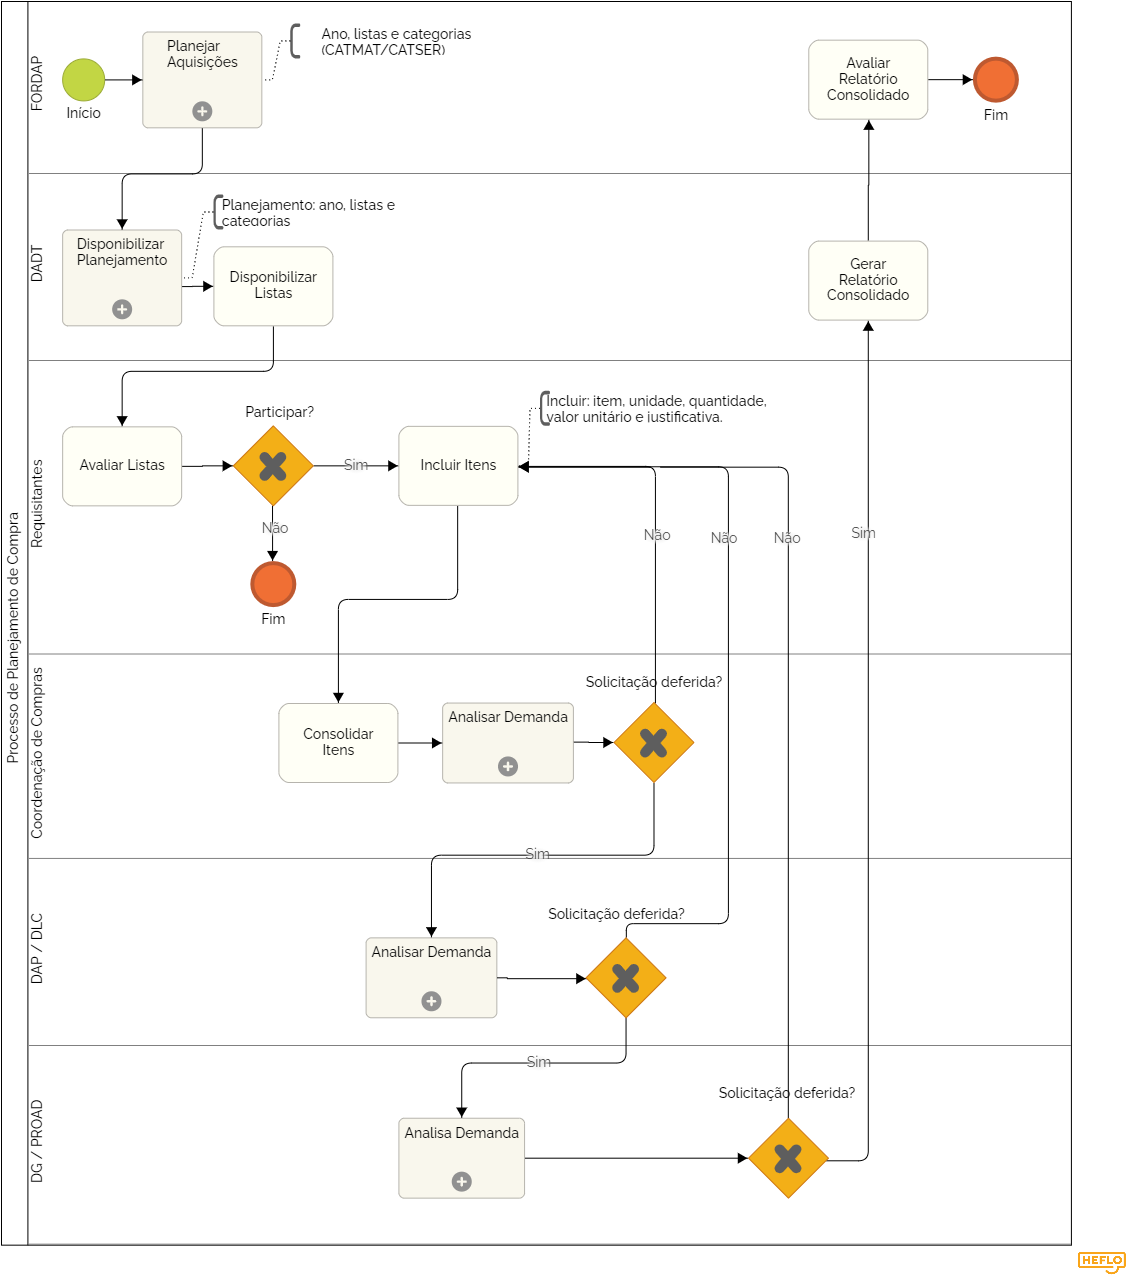 Processo de Planejamento de Compra
FORDAP
Início
Planejar
Aquisições
Ano, listas e categorias
(CATMAT/CATSER)
Avaliar
Relatório
Consolidado
Fim
DADT
Disponibilizar
Planejamento
Planejamento: ano, listas e
categorias
Disponibilizar
Listas
Gerar
Relatório
Consolidado
Requisitantes
Avaliar Listas
Participar?
Sim
Não
Fim
Incluir Itens
Incluir: item, unidade, quantidade,
valor unitário e justificativa.
Não
Não
Não
Sim
Coordenação de Compras
Consolidar
Itens
Analisar Demanda
Solicitação deferida?
Sim
DAP / DLC
Analisar Demanda
Solicitação deferida?
Sim
DG / PROAD
Analisa Demanda
Solicitação deferida?
HEFLO